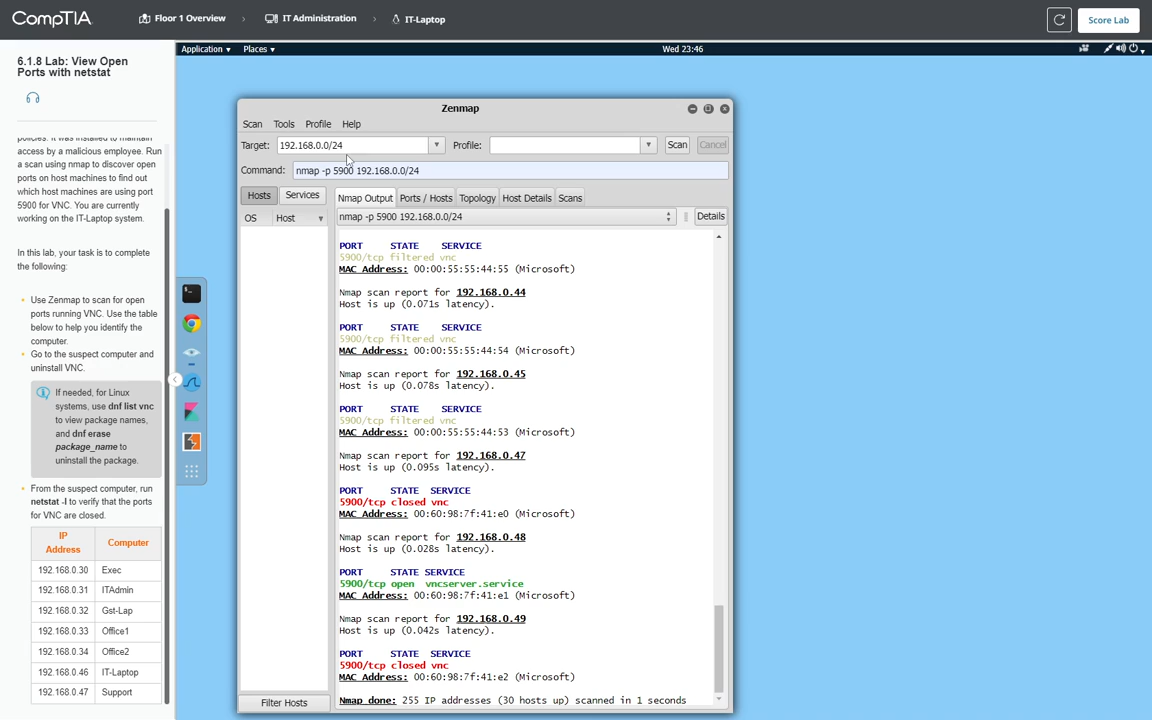 CompTIA.
Floor 1 Overview
IT Administration
IT-Laptop
Score Lab
6.1.8 Lab: View Open
Ports with netstat
access by a malicious employee. Run
a scan using nmap to discover open
ports on host machines to find out
which host machines are using port
5900 for VNC. You are currently
working on the IT-Laptop system.
In this lab, your task is to complete
the following:
Use Zenmap to scan for open
ports running VNC. Use the table
below to help you identify the
computer.
Go to the suspect computer and
uninstall VNC.
If needed, for Linux
systems, use dnf list vnc
to view package names,
and dnf erase
package_name to
uninstall the package.
From the suspect computer, run
netstat -l to verify that the ports
for VNC are closed.
IP
Address
Computer
192.168.0.30 Exec
192.168.0.31 ITAdmin
192.168.0.32 Gst-Lap
192.168.0.33 Office1
192.168.0.34 Office2
192.168.0.46 IT-Laptop
192.168.0.47 Support
Application
Places
Wed 23:46
Zenmap
Scan Tools Profile Help
Target: 192.168.0.0/24 Profile: Scan Cancel
Command: nmap -p 5900 192.168.0.0/24
Hosts Services
Nmap Output Ports / Hosts Topology Host Details Scans
OS Host
nmap -p 5900 192.168.0.0/24 Details
PORT STATE SERVICE
5900/tcp filtered vnc
MAC Address: 00:00:55:55:44:55 (Microsoft)
Nmap scan report for 192.168.0.44
Host is up (0.071s latency).
PORT STATE SERVICE
5900/tcp filtered vnc
MAC Address: 00:00:55:55:44:54 (Microsoft)
Nmap scan report for 192.168.0.45
Host is up (0.078s latency).
PORT STATE SERVICE
5900/tcp filtered vnc
MAC Address: 00:00:55:55:44:53 (Microsoft)
Nmap scan report for 192.168.0.47
Host is up (0.095s latency).
PORT STATE SERVICE
5900/tcp closed vnc
MAC Address: 00:60:98:7f:41:e0 (Microsoft)
Nmap scan report for 192.168.0.48
Host is up (0.028s latency).
PORT STATE SERVICE
5900/tcp open vncserver.service
MAC Address: 00:60:98:7f:41:e1 (Microsoft)
Nmap scan report for 192.168.0.49
Host is up (0.042s latency).
PORT STATE SERVICE
5900/tcp closed vnc
MAC Address: 00:60:98:7f:41:e2 (Microsoft)
Nmap done: 255 IP addresses (30 hosts up) scanned in 1 seconds
Filter Hosts